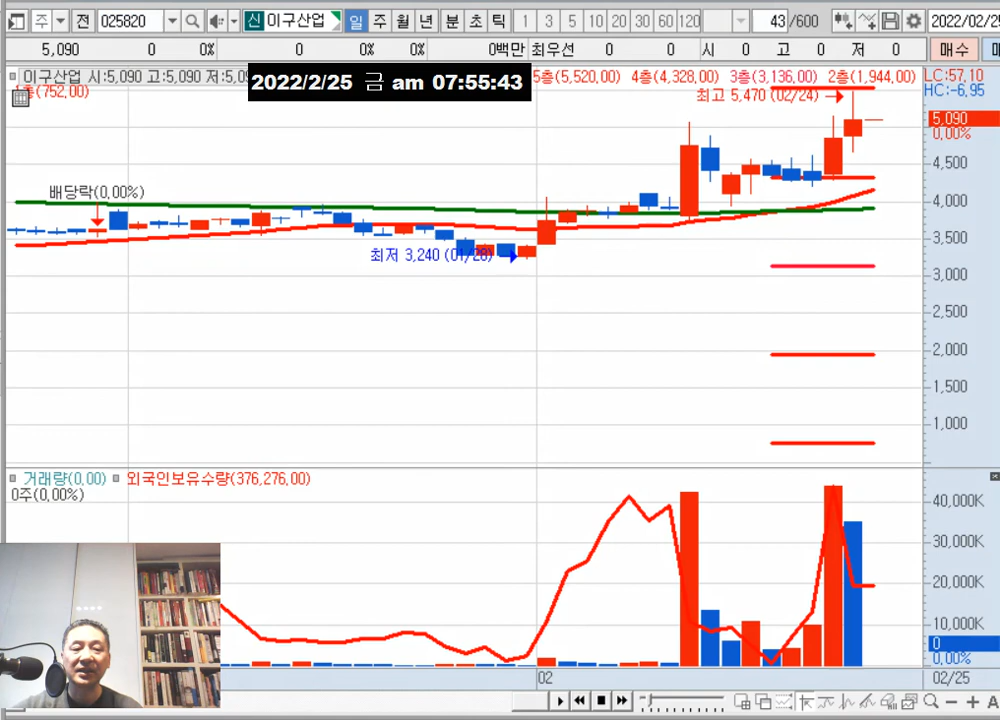 주 전 025820 신 이구산업 일 주 월 년 분 초 틱 1 3 5 10 20 30 60 120 43 /600 2022/02/25
5,090 0 0% 0 0% 0% 0백만 최우선 0 0 시 0 고 0 저 0 매수
이구산업 시:5,090 고:5,090 저:5,09
2022/2/25 금 am 07:55:43
5층(5,520,00) 4층(4,328,00) 3층(3,136,00) 2층(1,944,00)
층(752,00)
최고 5,470 (02/24)
LC:57,10
HC:-6,95
5,090
0,00%
4,500
4,000
3,500
3,000
2,500
2,000
1,500
1,000
배당락(0,00%)
최저 3,240 (01/28)
거래량(0,00) 외국인보유수량(376,276,00)
0주(0,00%)
40,000K
30,000K
20,000K
10,000K
0
0,00%
02 02/25
A